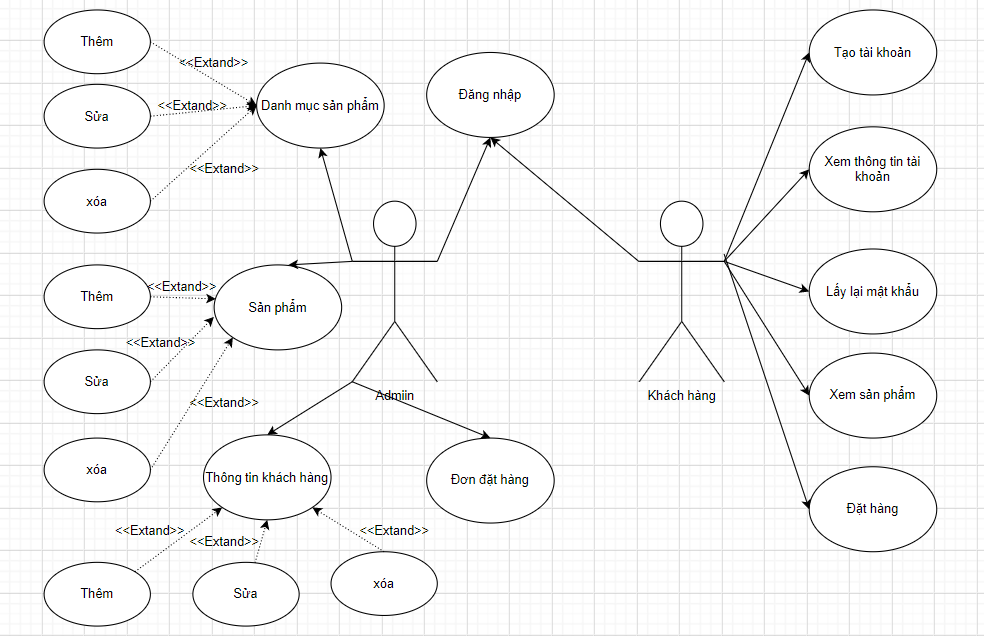 Thêm
<<Extand>>
Sửa
<<Extand>>
xóa
<<Extand>>
Danh mục sản phẩm
Đăng nhập
Tạo tài khoản
Xem thông tin tài
khoản
Thêm
<<Extand>>
Sửa
<<Extand>>
xóa
<<Extand>>
Sản phẩm
Lấy lại mật khẩu
Admiin
Khách hàng
Xem sản phẩm
Thông tin khách hàng
Đơn đặt hàng
Đặt hàng
<<Extand>>
<<Extand>>
<<Extand>>
Thêm
Sửa
xóa